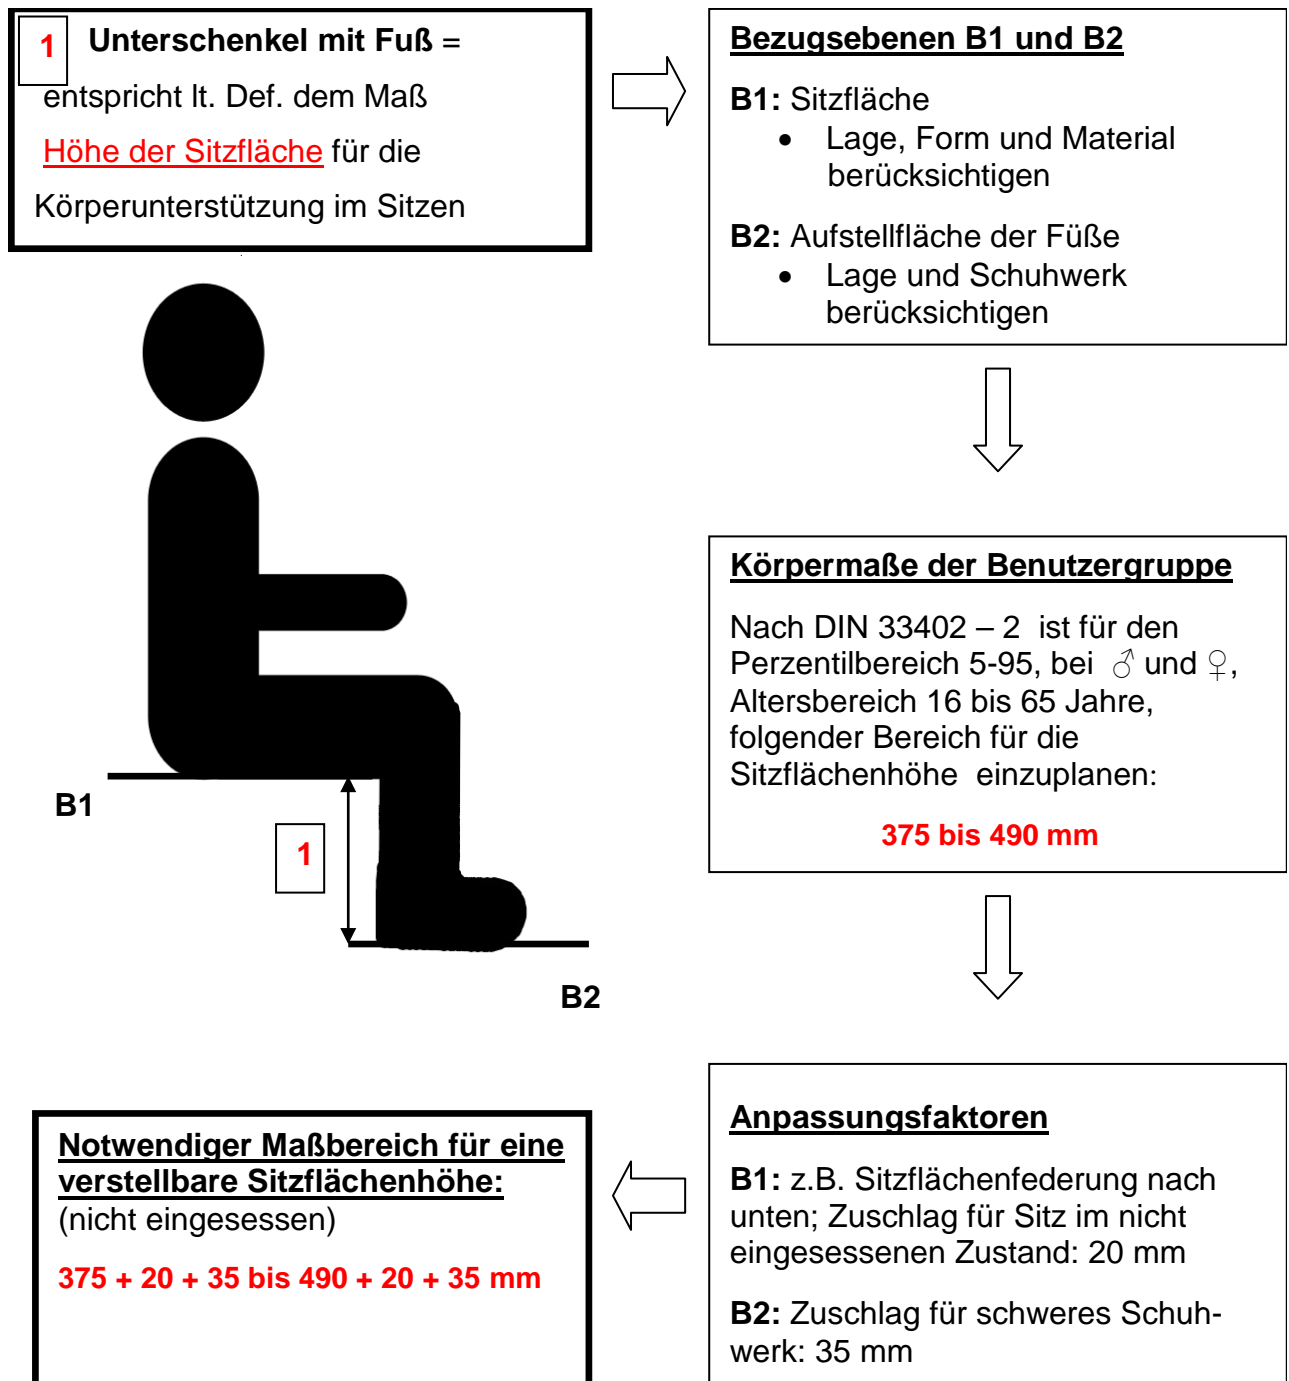 1 Unterschenkel mit Fuß =
entspricht lt. Def. dem Maß
Höhe der Sitzfläche für die
Körperunterstützung im Sitzen
Bezugsebenen B1 und B2
B1: Sitzfläche
• Lage, Form und Material
berücksichtigen
B2: Aufstellfläche der Füße
• Lage und Schuhwerk
berücksichtigen
B1
1
B2
Körpermaße der Benutzergruppe
Nach DIN 33402 – 2 ist für den
Perzentilbereich 5-95, bei ♂ und ♀,
Altersbereich 16 bis 65 Jahre,
folgender Bereich für die
Sitzflächenhöhe einzuplanen:
375 bis 490 mm
Anpassungsfaktoren
B1: z.B. Sitzflächenfederung nach
unten; Zuschlag für Sitz im nicht
eingesessenen Zustand: 20 mm
B2: Zuschlag für schweres Schuh-
werk: 35 mm
Notwendiger Maßbereich für eine
verstellbare Sitzflächenhöhe:
(nicht eingesessen)
375 + 20 + 35 bis 490 + 20 + 35 mm